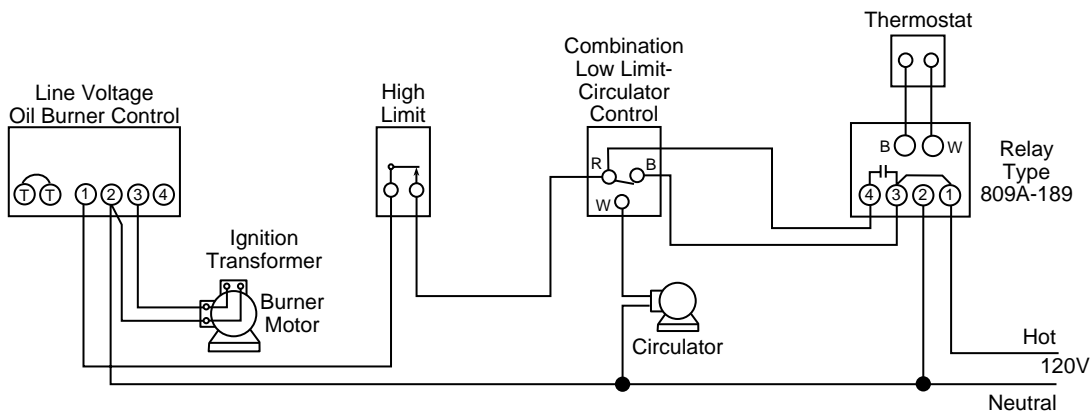 Thermostat
Combination
Low Limit-
Circulator
Control
Line Voltage
Oil Burner Control
High
Limit
B
W
Relay
Type
809A-189
R
B
W
T
T
1
2
3
4
4
3
2
1
Ignition
Transformer
Burner
Motor
Circulator
Hot
120V
Neutral